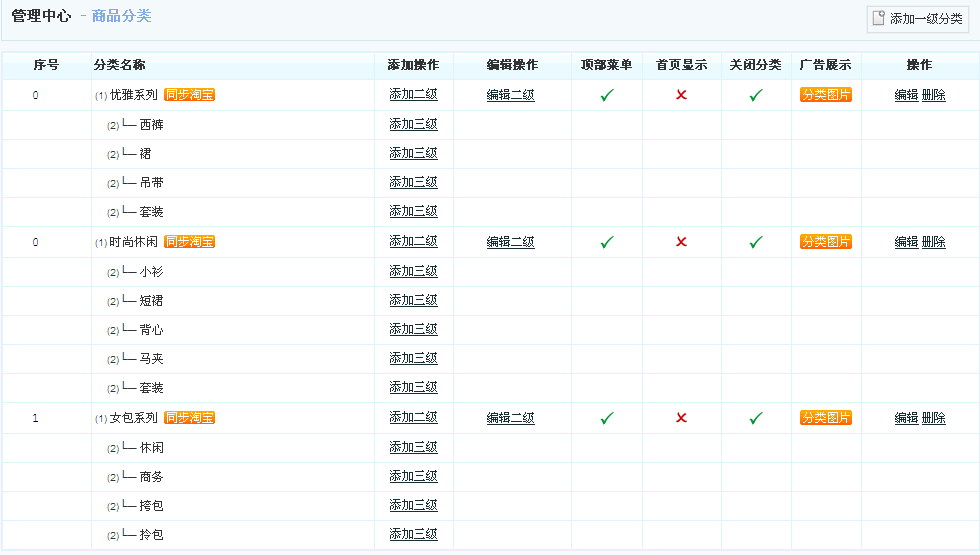 管理中心 - 商品分类 添加一级分类
序号 分类名称 添加操作 编辑操作 顶部菜单 首页显示 关闭分类 广告展示 操作
0 (1) 优雅系列 同步淘宝 添加二级 编辑二级 ✓ ✗ ✓ 分类图片 编辑 删除
(2) 西裤 添加三级
(2) 裙 添加三级
(2) 吊带 添加三级
(2) 套装 添加三级
0 (1) 时尚休闲 同步淘宝 添加二级 编辑二级 ✓ ✗ ✓ 分类图片 编辑 删除
(2) 小衫 添加三级
(2) 短裙 添加三级
(2) 背心 添加三级
(2) 马夹 添加三级
(2) 套装 添加三级
1 (1) 女包系列 同步淘宝 添加二级 编辑二级 ✓ ✗ ✓ 分类图片 编辑 删除
(2) 休闲 添加三级
(2) 商务 添加三级
(2) 挎包 添加三级
(2) 拎包 添加三级